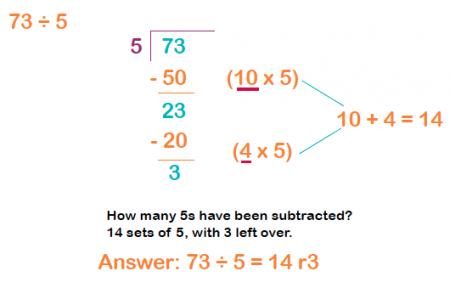 73 ÷ 5
5 73
- 50 (10 x 5)
23
10 + 4 = 14
- 20
(4 x 5)
3
How many 5s have been subtracted?
14 sets of 5, with 3 left over.
Answer: 73 ÷ 5 = 14 r3